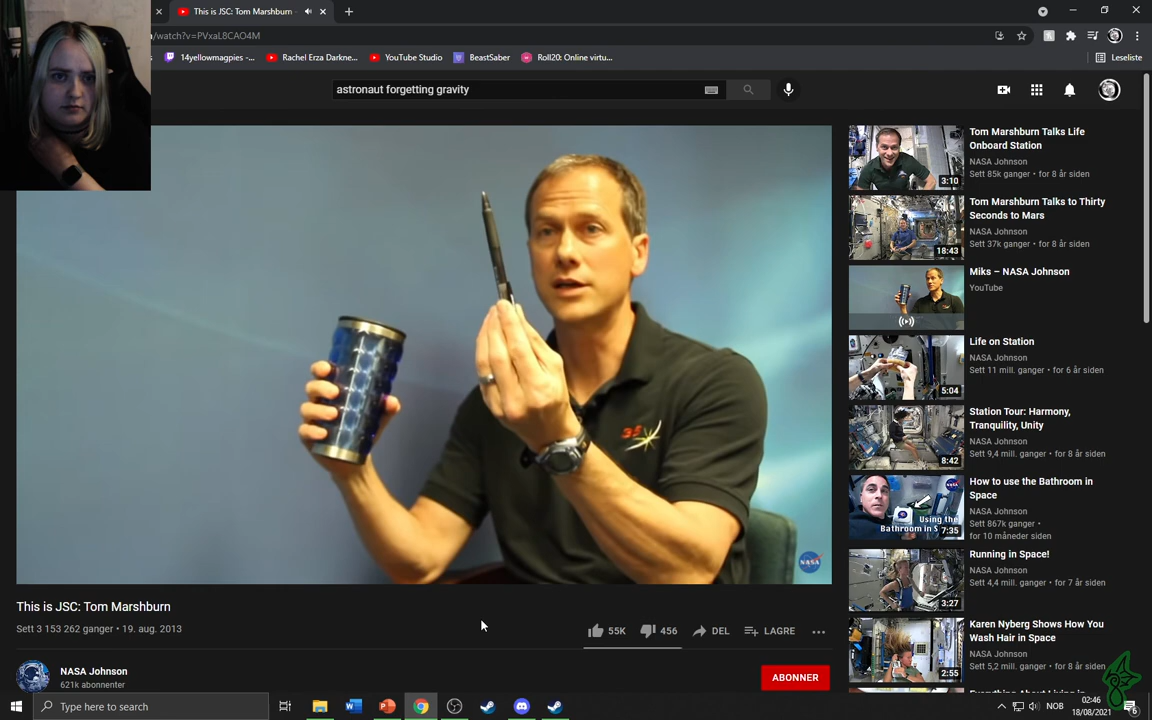 This is JSC: Tom Marshburn -
/watch?v=PVxaL8CAO4M
14yellowmagpies -...
Rachel Erza Darkne...
YouTube Studio
BeastSaber
Roll20: Online virtu...
Leseliste
astronaut forgetting gravity
35
NASA
Tom Marshburn Talks Life
Onboard Station
NASA Johnson
Sett 85k ganger • for 8 år siden
3:10
Tom Marshburn Talks to Thirty
Seconds to Mars
NASA Johnson
Sett 37k ganger • for 8 år siden
18:43
Miks – NASA Johnson
YouTube
Life on Station
NASA Johnson
Sett 11 mill. ganger • for 6 år siden
5:04
Station Tour: Harmony,
Tranquility, Unity
NASA Johnson
Sett 9,4 mill. ganger • for 8 år siden
8:42
How to use the Bathroom in
Space
NASA Johnson
Sett 867k ganger •
for 10 måneder siden
Using the
Bathroom in S
7:35
Running in Space!
NASA Johnson
Sett 4,4 mill. ganger • for 7 år siden
3:27
Karen Nyberg Shows How You
Wash Hair in Space
NASA Johnson
Sett 5,2 mill. ganger • for 8 år siden
2:55
This is JSC: Tom Marshburn
Sett 3 153 262 ganger • 19. aug. 2013
55K
456
DEL
LAGRE
NASA Johnson
621k abonnenter
ABONNER
Type here to search
NOB
02:46
18/08/2021
6